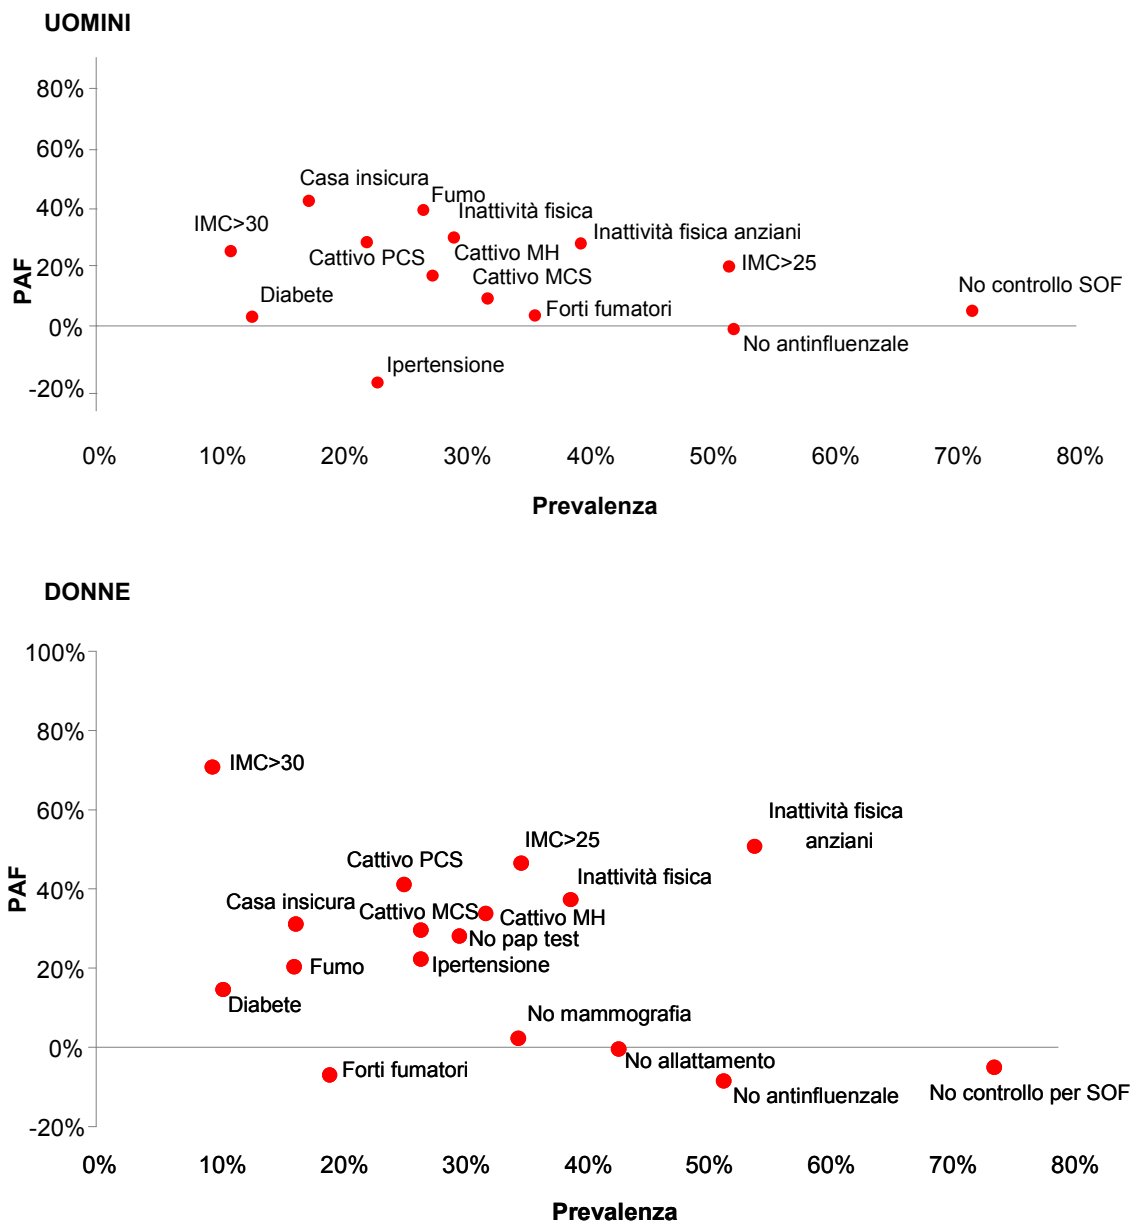 UOMINI
80%
60%
40%
20%
0%
-20%
PAF
Casa insicura
Fumo
IMC>30
Inattività fisica
Inattività fisica anziani
Cattivo PCS
Cattivo MH
IMC>25
Cattivo MCS
No controllo SOF
Diabete
Forti fumatori
No antinfluenzale
Ipertensione
0% 10% 20% 30% 40% 50% 60% 70% 80%
Prevalenza
DONNE
100%
80%
60%
40%
20%
0%
-20%
PAF
IMC>30
Inattività fisica
anziani
IMC>25
Cattivo PCS
Inattività fisica
Casa insicura
Cattivo MCS
Cattivo MH
No pap test
Fumo
Ipertensione
Diabete
No mammografia
Forti fumatori
No allattamento
No antinfluenzale
No controllo per SOF
0% 10% 20% 30% 40% 50% 60% 70% 80%
Prevalenza